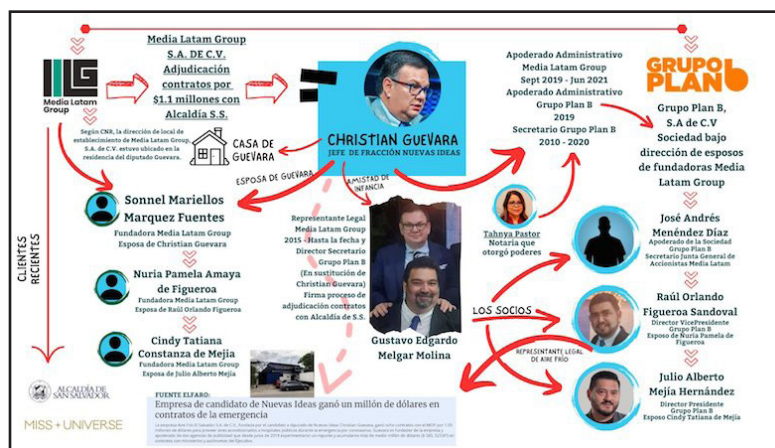 Media Latam Group
S.A. DE C.V.
Adjudicación
contratos por
$1.1 millones con
Alcaldía S.S.
Media Latam
Group
Según CNR, la dirección de local de
establecimiento de Media Latam Group,
S.A. de C.V. estuvo ubicado en la
residencia del diputado Guevara.
CASA DE
GUEVARA
CHRISTIAN GUEVARA
JEFE DE FRACCIÓN NUEVAS IDEAS
Apoderado Administrativo
Media Latam Group
Sept 2019 - Jun 2021
Apoderado Administrativo
Grupo Plan B
2019
Secretario Grupo Plan B
2010 - 2020
GRUPO
PLAN b
Grupo Plan B,
S.A de C.V
Sociedad bajo
dirección de esposos
de fundadoras Media
Latam Group
ESPOSA DE GUEVARA
AMISTAD DE
INFANCIA
Sonnel Mariellos
Marquez Fuentes
Fundadora Media Latam Group
Esposa de Christian Guevara
Nuria Pamela Amaya
de Figueroa
Fundadora Media Latam Group
Esposa de Raúl Orlando Figueroa
Cindy Tatiana
Constanza de Mejia
Fundadora Media Latam Group
Esposa de Julio Alberto Mejía
CLIENTES
RECIENTES
ALCALDÍA DE
SAN SALVADOR
MISS + UNIVERSE
Representante Legal
Media Latam Group
2015 - Hasta la fecha y
Director Secretario
Grupo Plan B
(En sustitución de
Christian Guevara)
Firma proceso de
adjudicación contratos
con Alcaldía de S.S.
Gustavo Edgardo
Melgar Molina
Tahnya Pastor
Notaria que
otorgó poderes
LOS SOCIOS
REPRESENTANTE LEGAL
DE AIRE FRÍO
José Andrés
Menéndez Díaz
Apoderado de la Sociedad
Grupo Plan B
Secretario Junta General de
Accionistas Media Latam
Raúl Orlando
Figueroa Sandoval
Director VicePresidente
Grupo Plan B
Esposo de Nuria Pamela de
Figueroa
Julio Alberto
Mejía Hernández
Director Presidente
Grupo Plan B
Esposo Cindy Tatiana de Mejía
FUENTE ELFARO:
Empresa de candidato de Nuevas Ideas ganó un millón de dólares en
contratos de la emergencia